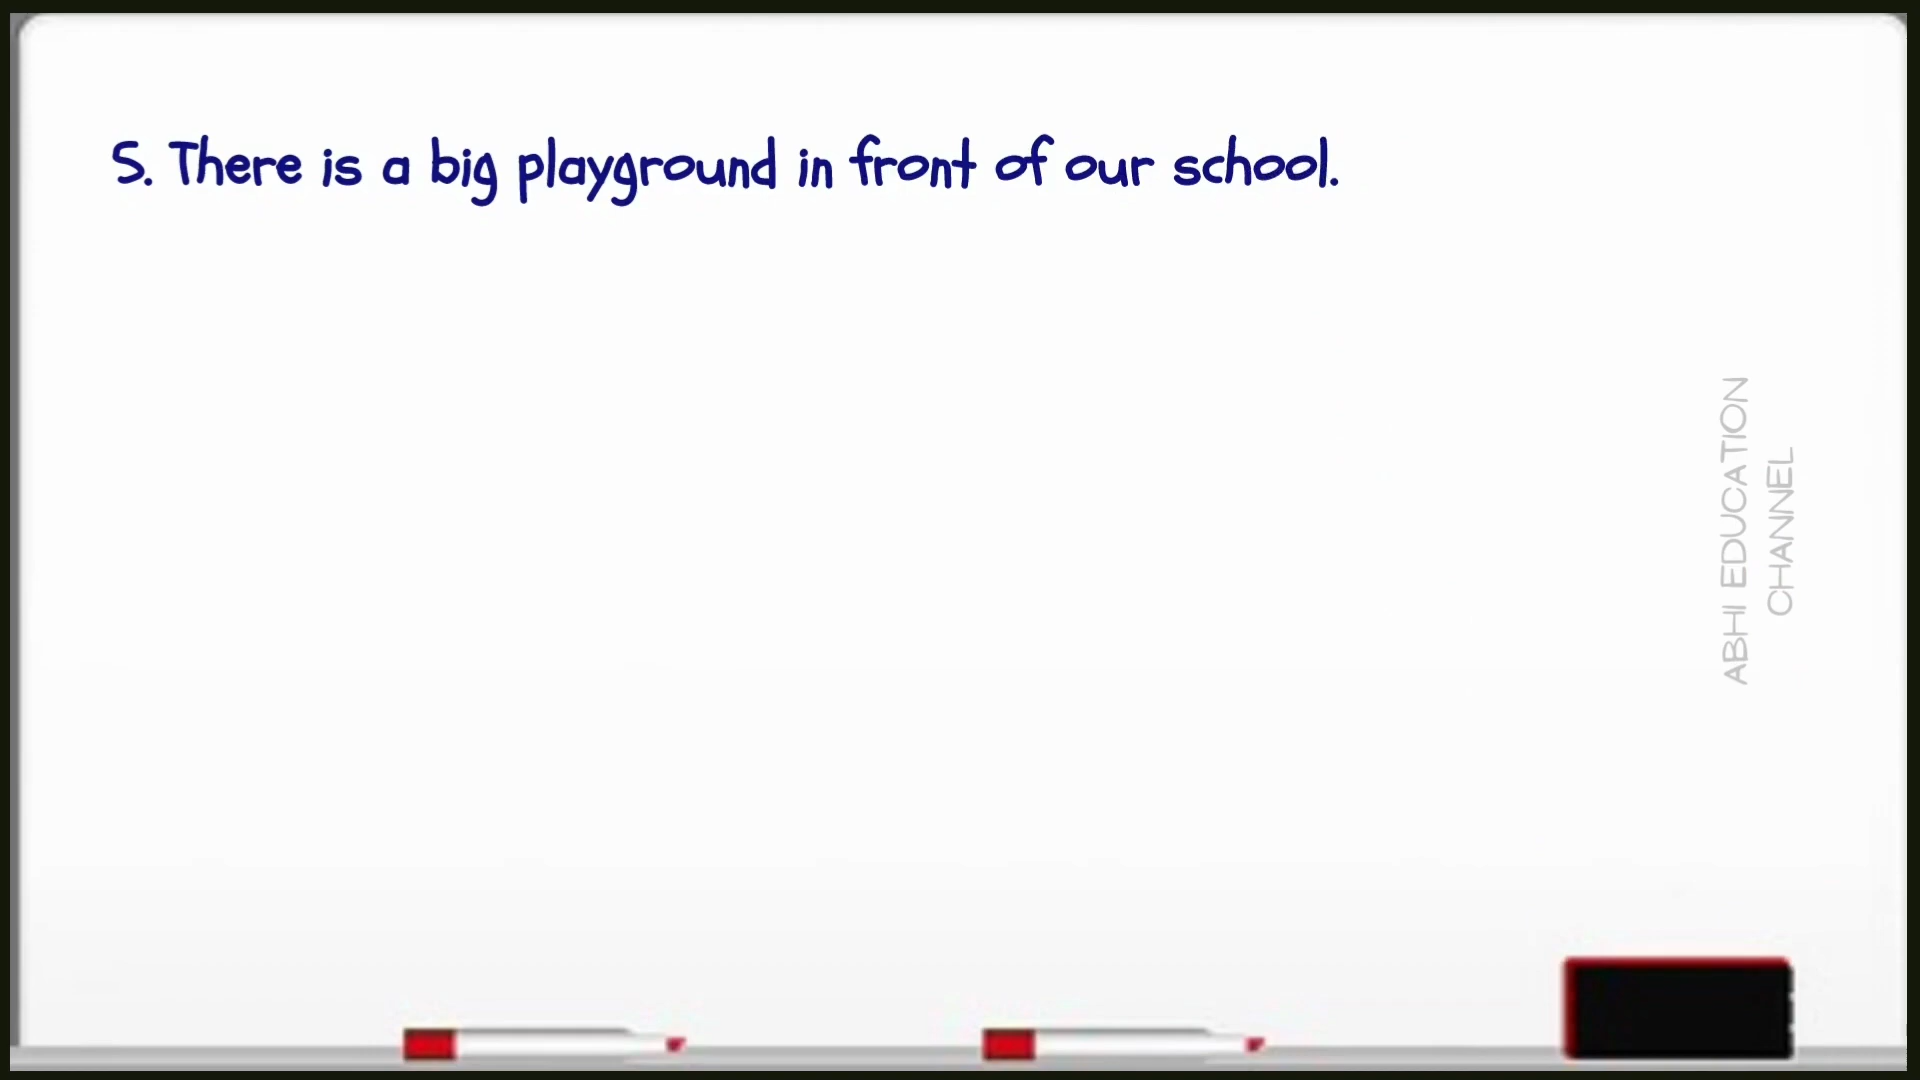 5. There is a big playground in front of our school.
ABHI EDUCATION
CHANNEL